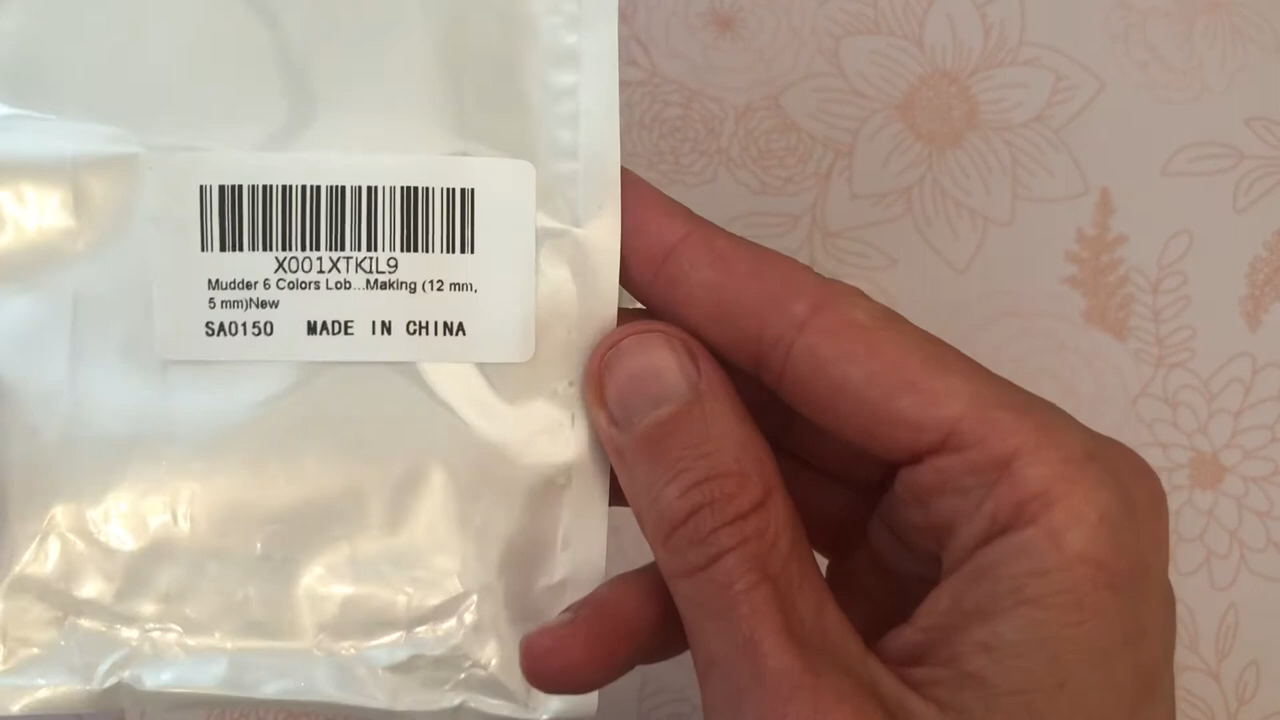 X001XTKIL9
Mudder 6 Colors Lob...Making (12 mm,
5 mm)New
SA0150 MADE IN CHINA